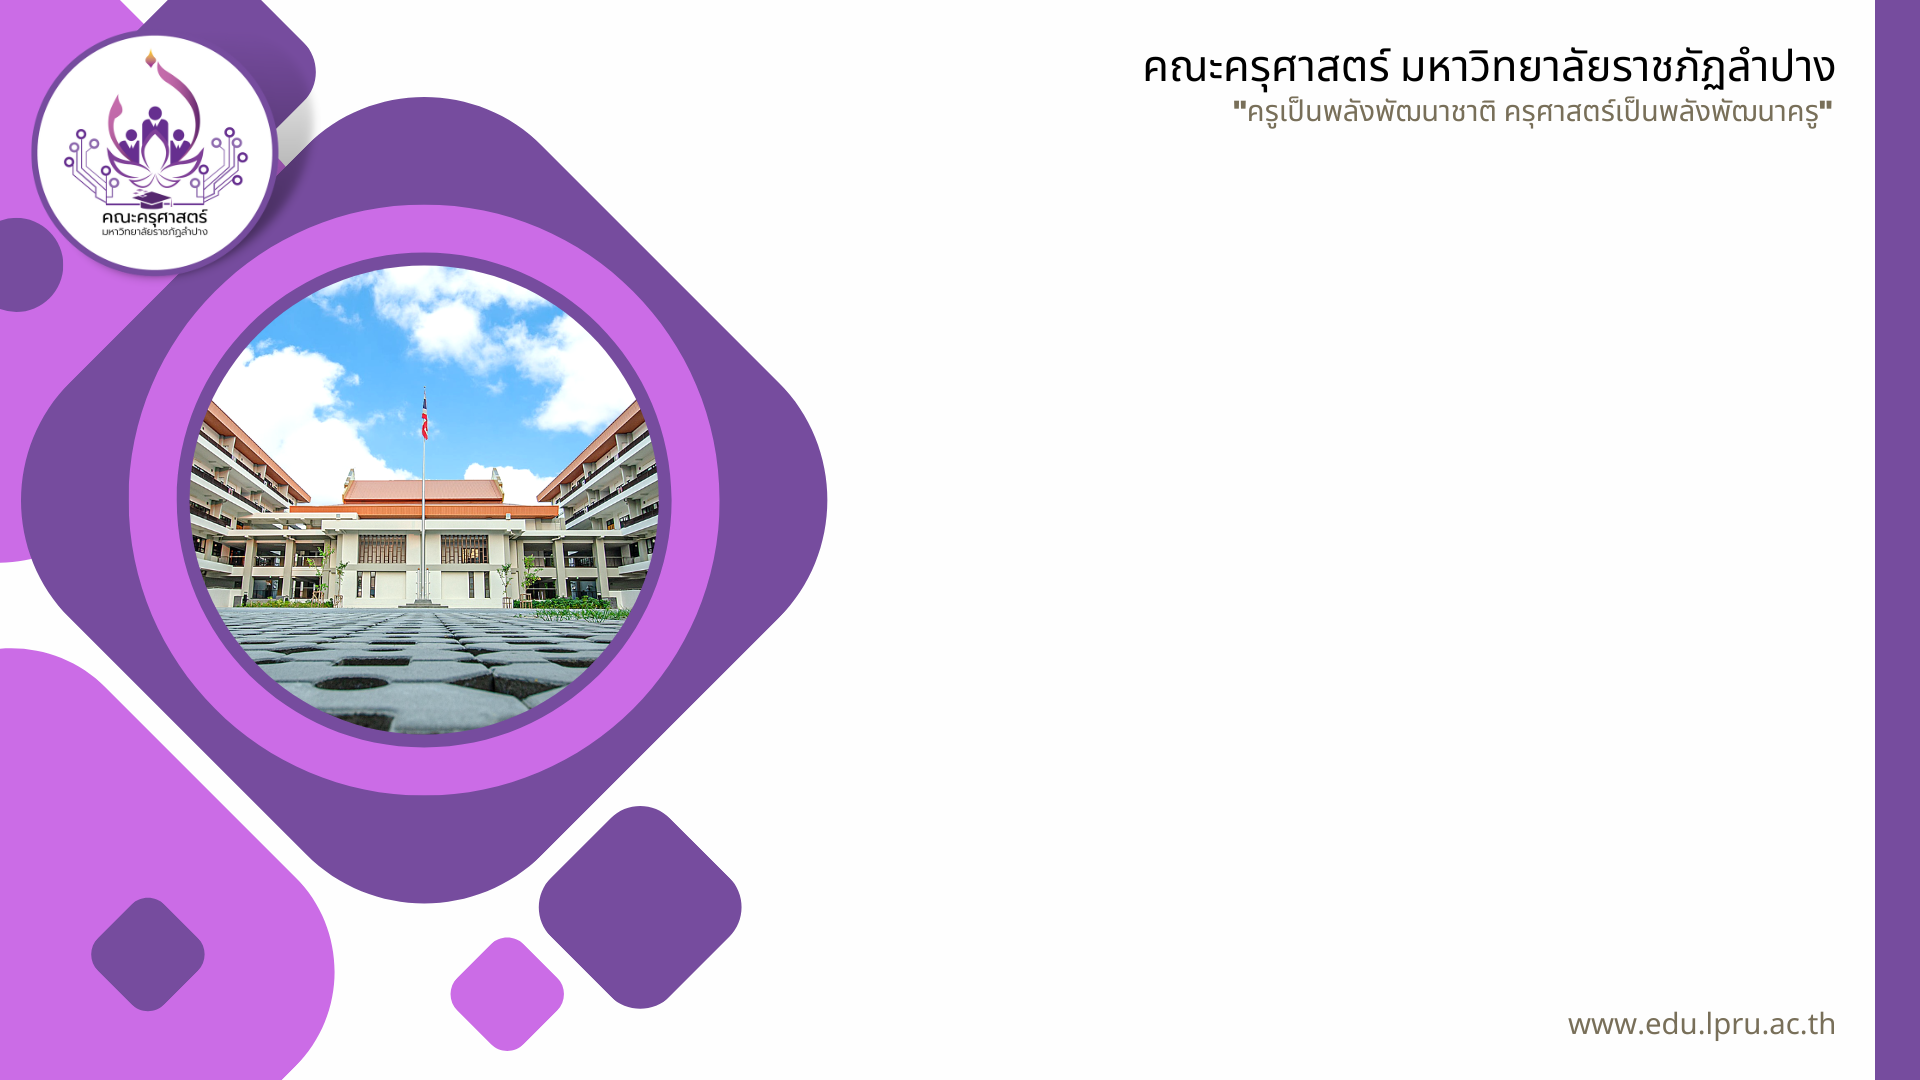 คณะครุศาสตร์ มหาวิทยาลัยราชภัฏลำปาง
"ครูเป็นพลังพัฒนาชาติ ครุศาสตร์เป็นพลังพัฒนาครู"
คณะครุศาสตร์
มหาวิทยาลัยราชภัฏลำปาง
www.edu.lpru.ac.th